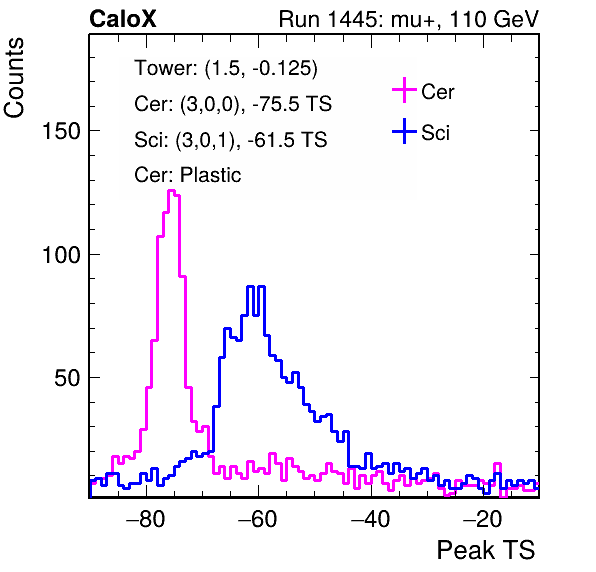 CaloX Run 1445: mu+, 110 GeV
Counts
Tower: (1.5, -0.125)
Cer: (3,0,0), -75.5 TS
Sci: (3,0,1), -61.5 TS
Cer: Plastic
Cer
Sci
150
100
50
−80 −60 −40 −20
Peak TS